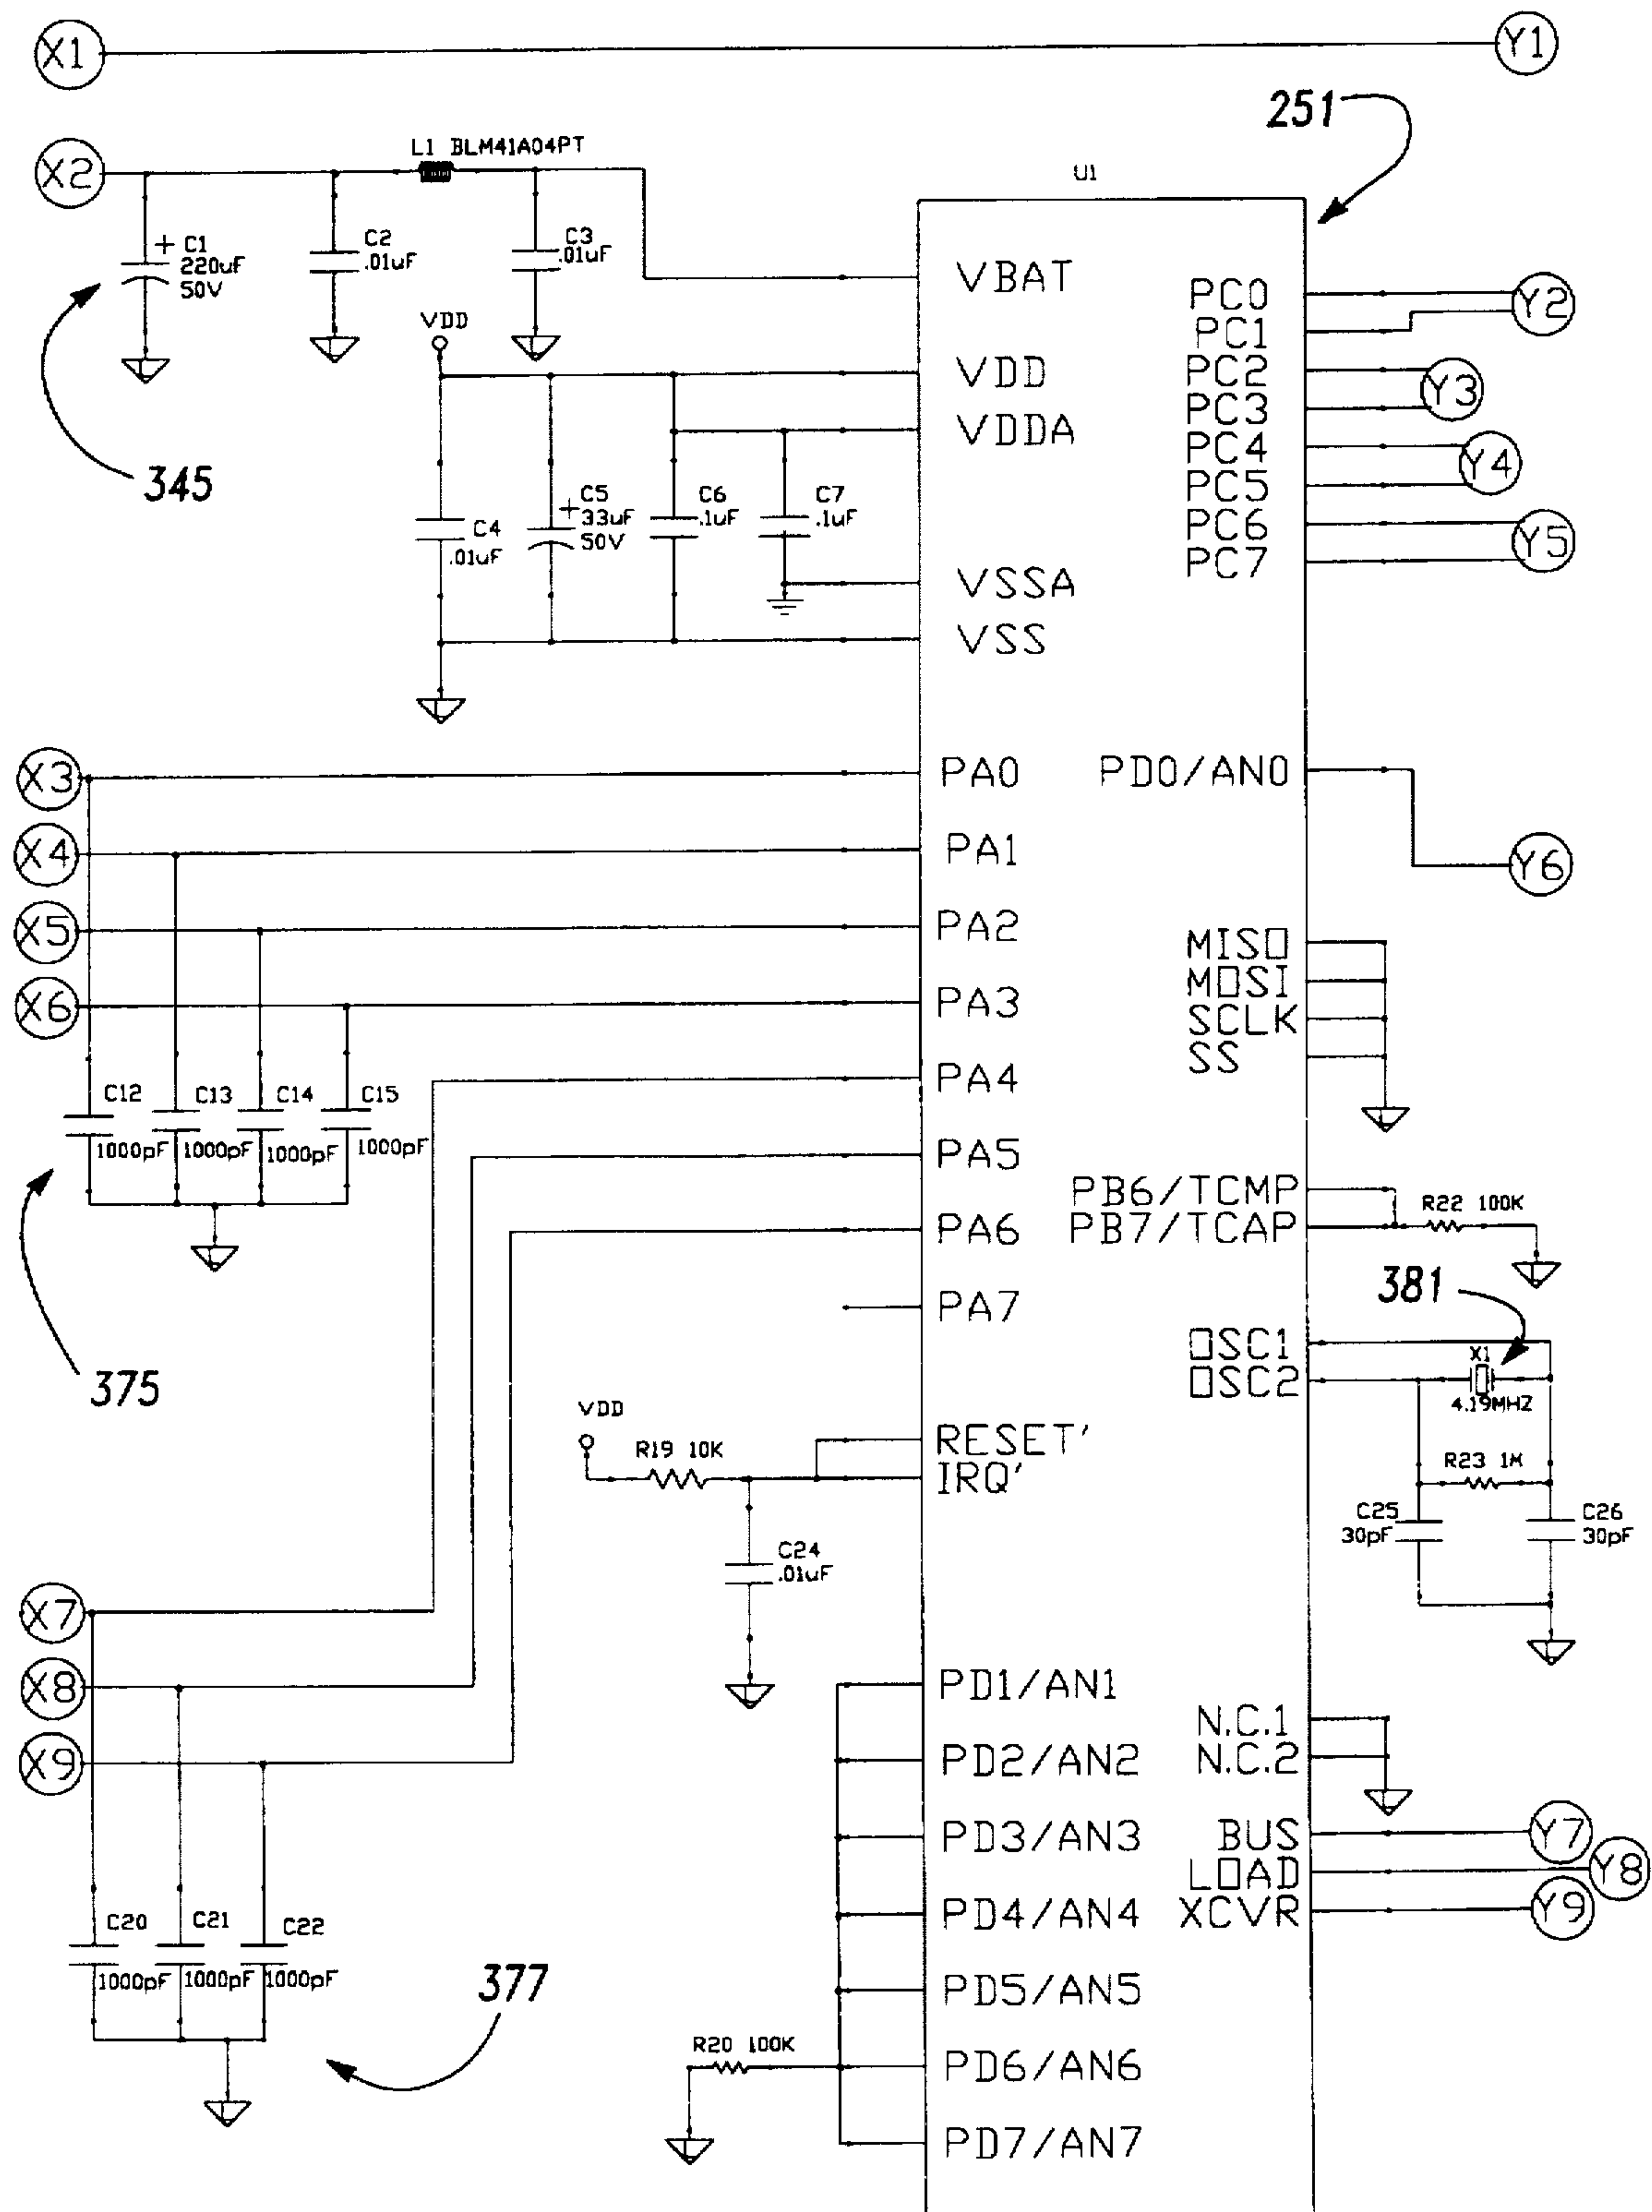 X1
Y1
251
X2
L1 BLM41A04PT
U1
+ C1
220uF
50V
C2
.01uF
C3
.01uF
VBAT
PC0
Y2
PC1
VDD
VDD
PC2
Y3
PC3
VDDA
PC4
Y4
PC5
345
C4
.01uF
+ C5
33uF
50V
C6
.1uF
C7
.1uF
PC6
Y5
PC7
VSSA
VSS
X3
PA0
PD0/AN0
X4
PA1
Y6
X5
PA2
MISO
MOSI
X6
PA3
SCLK
SS
PA4
C12
1000pF
C13
1000pF
C14
1000pF
C15
1000pF
PA5
PB6/TCMP
R22 100K
PA6
PB7/TCAP
381
PA7
375
OSC1
X1
OSC2
4.19MHZ
VDD
R19 10K
RESET'
IRQ'
R23 1M
C25
30pF
C26
30pF
C24
.01uF
X7
X8
PD1/AN1
N.C.1
X9
PD2/AN2
N.C.2
PD3/AN3
BUS
Y7
LOAD
Y8
PD4/AN4
XCVR
Y9
C20
1000pF
C21
1000pF
C22
1000pF
377
PD5/AN5
R20 100K
PD6/AN6
PD7/AN7